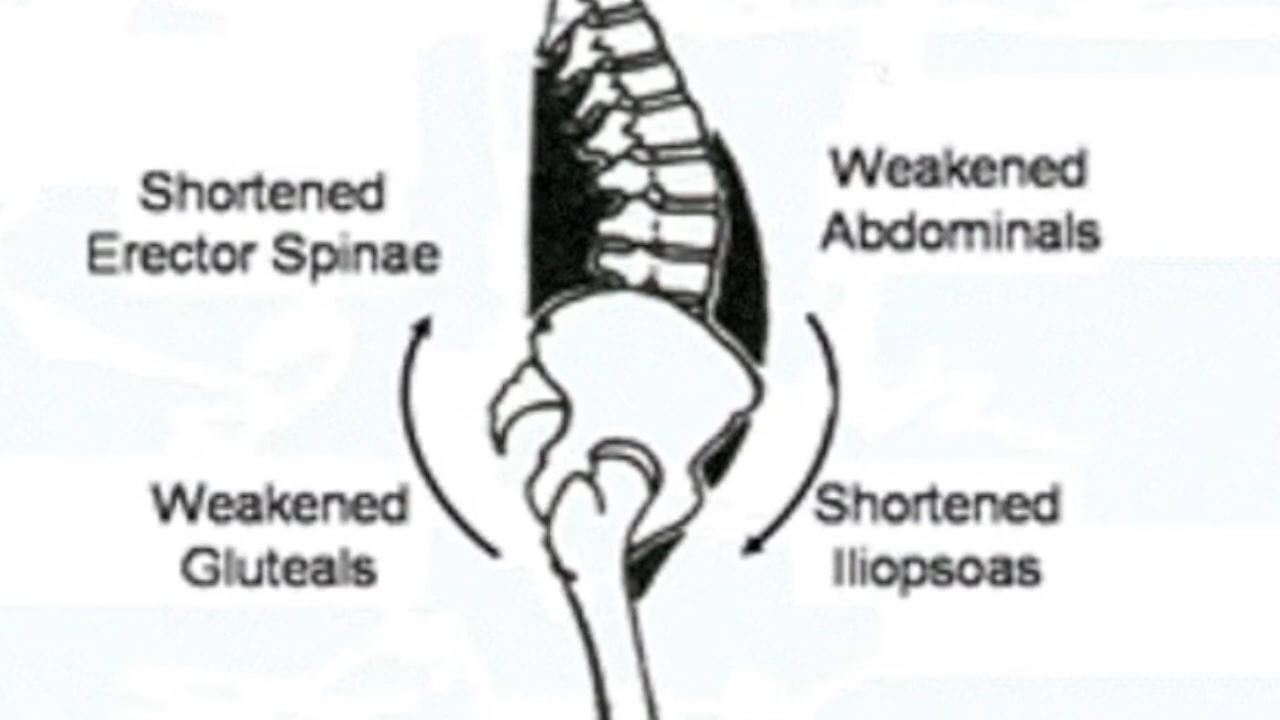 Shortened
Erector Spinae
Weakened
Abdominals
Weakened
Gluteals
Shortened
Iliopsoas